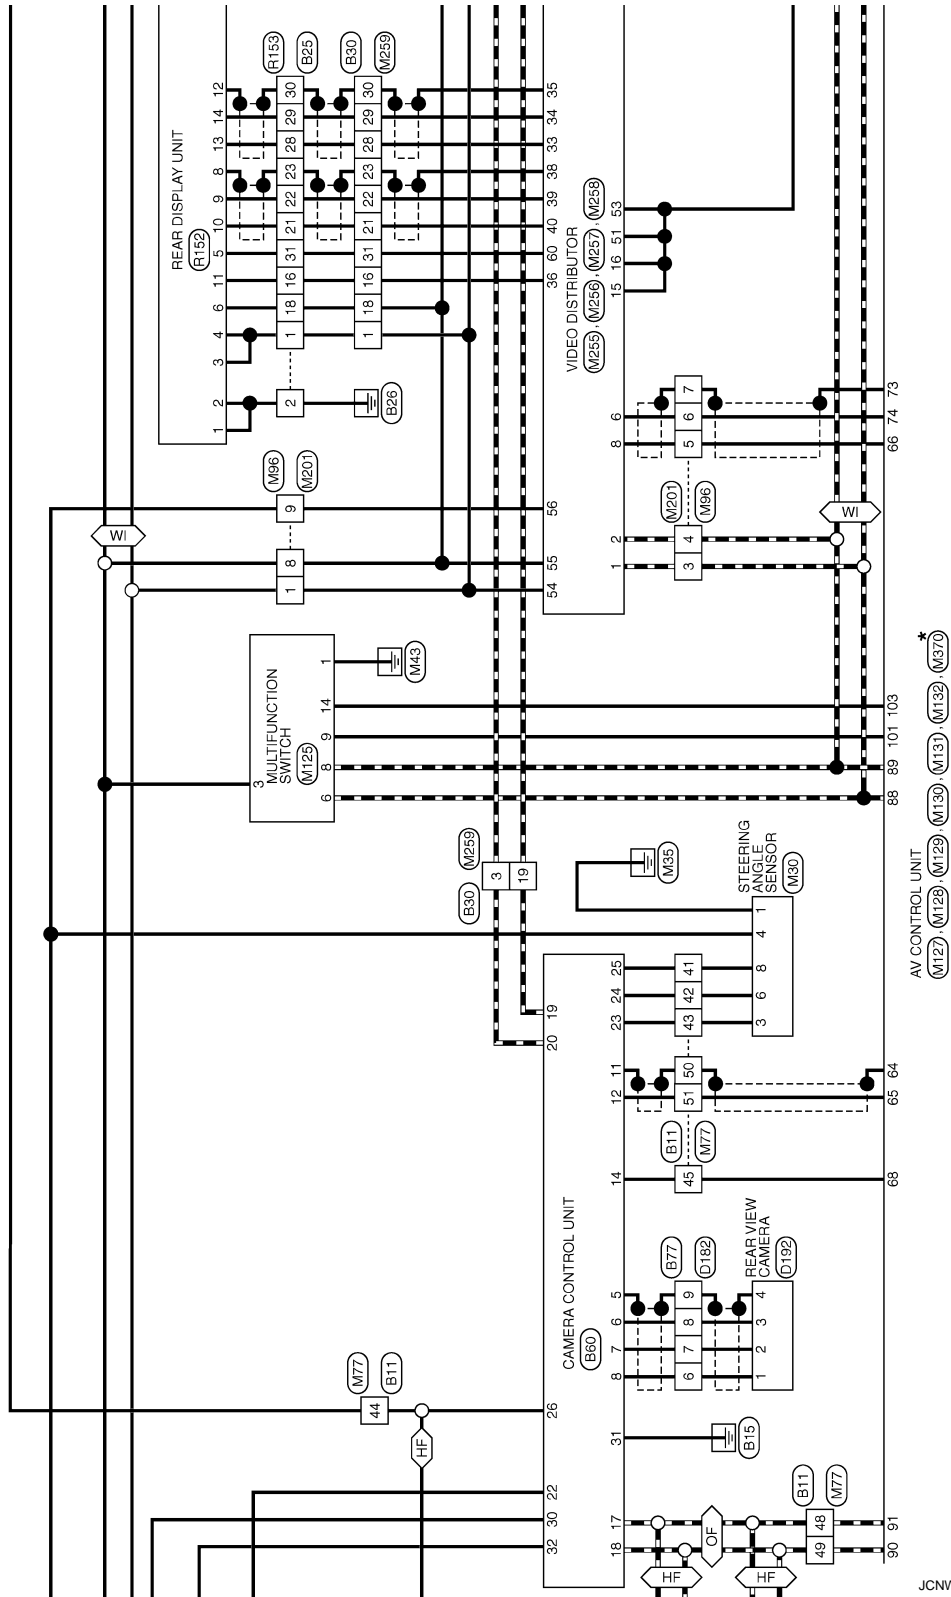 R153
B25
B30
M259
REAR DISPLAY UNIT
R152
12 30 30 35
14 29 29 34
13 28 28 33
8 23 23 38
9 22 22 39
10 21 21 40
5 31 31 60
11 16 16 36
6 18 18
4 1 1
3
2 2
1
B26
VIDEO DISTRIBUTOR
M255 , M256 , M257 , M258
53
51
16
15
7 73
6 6 74
8 5 66
M201
M96
2 4
1 3
WI
M96
M201
9 56
8 55
1 54
WI
MULTIFUNCTION
SWITCH
M125
3
1
M43
14 103
9 101
8 89
6 88
M259
B30
3
19
M35
STEERING
ANGLE
SENSOR
M30
1
4
25 41 8
24 42 6
23 43 3
19
20
11 50 64
12 51 65
B11
M77
14 45 68
AV CONTROL UNIT
M127 , M128 , M129 , M130 , M131 , M132 , M370 *
CAMERA CONTROL UNIT
B60
B77
D182
REAR VIEW
CAMERA
D192
5 9 4
6 8 3
7 7 2
8 6 1
M77
B11
44 26
HF
31
B15
22
30
32
B11
M77
17 48 91
18 49 90
OF
HF
HF
JCNW